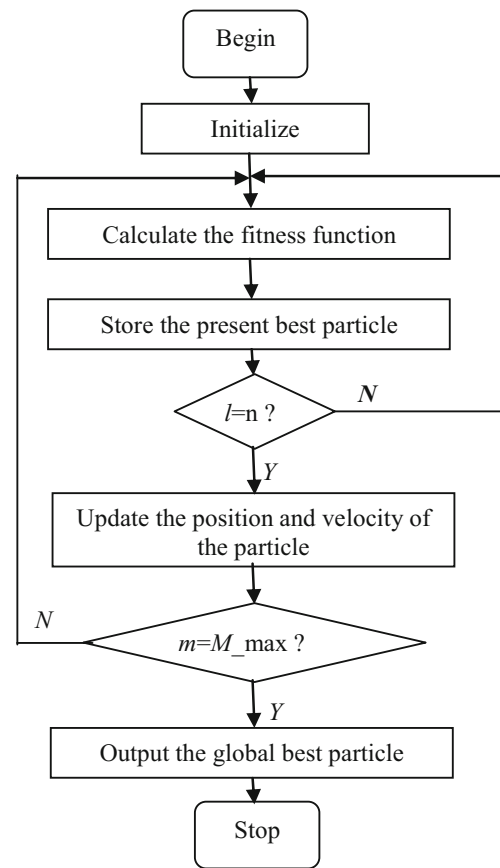 Begin
Initialize
Calculate the fitness function
Store the present best particle
l=n ?
N
Y
Update the position and velocity of
the particle
N
m=M_max ?
Y
Output the global best particle
Stop